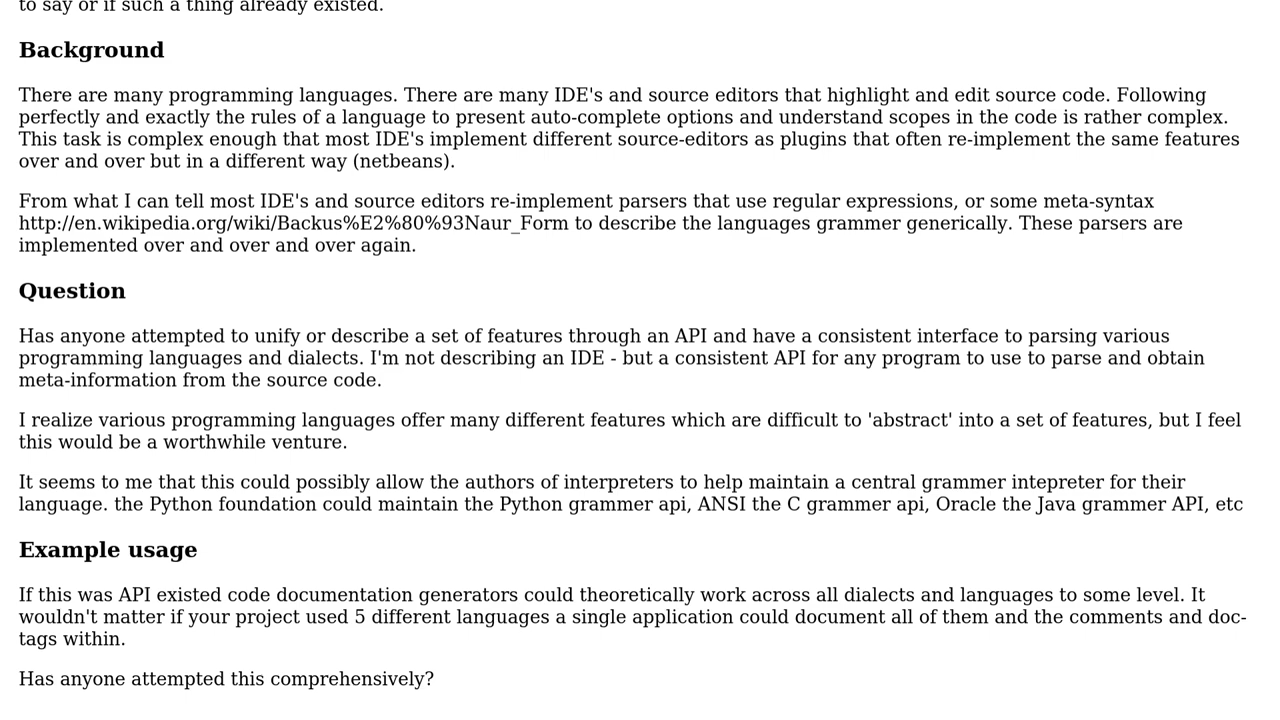 to say or if such a thing already existed.
Background
There are many programming languages. There are many IDE's and source editors that highlight and edit source code. Following
perfectly and exactly the rules of a language to present auto-complete options and understand scopes in the code is rather complex.
This task is complex enough that most IDE's implement different source-editors as plugins that often re-implement the same features
over and over but in a different way (netbeans).
From what I can tell most IDE's and source editors re-implement parsers that use regular expressions, or some meta-syntax
http://en.wikipedia.org/wiki/Backus%E2%80%93Naur_Form to describe the languages grammer generically. These parsers are
implemented over and over and over again.
Question
Has anyone attempted to unify or describe a set of features through an API and have a consistent interface to parsing various
programming languages and dialects. I'm not describing an IDE - but a consistent API for any program to use to parse and obtain
meta-information from the source code.
I realize various programming languages offer many different features which are difficult to 'abstract' into a set of features, but I feel
this would be a worthwhile venture.
It seems to me that this could possibly allow the authors of interpreters to help maintain a central grammer intepreter for their
language. the Python foundation could maintain the Python grammer api, ANSI the C grammer api, Oracle the Java grammer API, etc
Example usage
If this was API existed code documentation generators could theoretically work across all dialects and languages to some level. It
wouldn't matter if your project used 5 different languages a single application could document all of them and the comments and doc-
tags within.
Has anyone attempted this comprehensively?